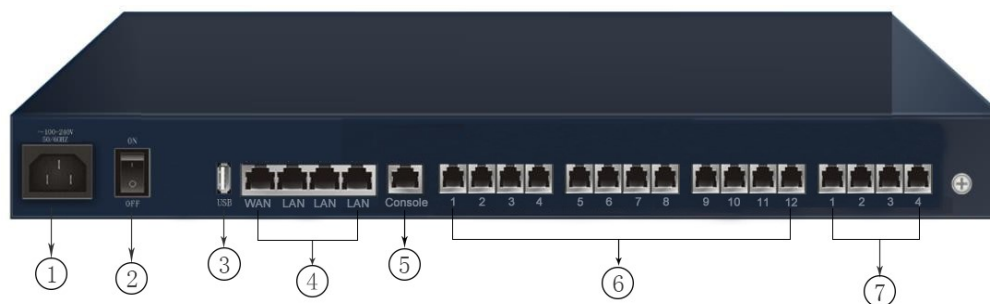 ~100-240V
50/60HZ
ON
OFF
USB
WAN LAN LAN LAN
Console
1 2 3 4
5 6 7 8
9 10 11 12
1 2 3 4
① ② ③ ④ ⑤ ⑥ ⑦